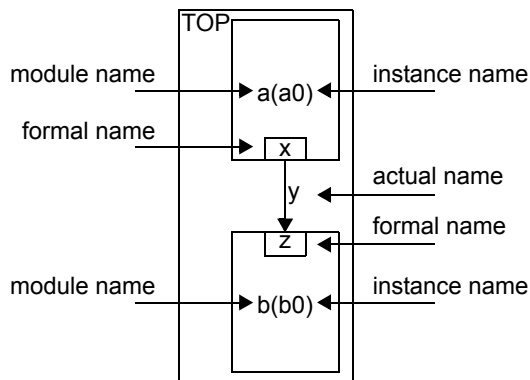 TOP
module name
a(a0)
instance name
formal name
x
y
actual name
z
formal name
module name
b(b0)
instance name